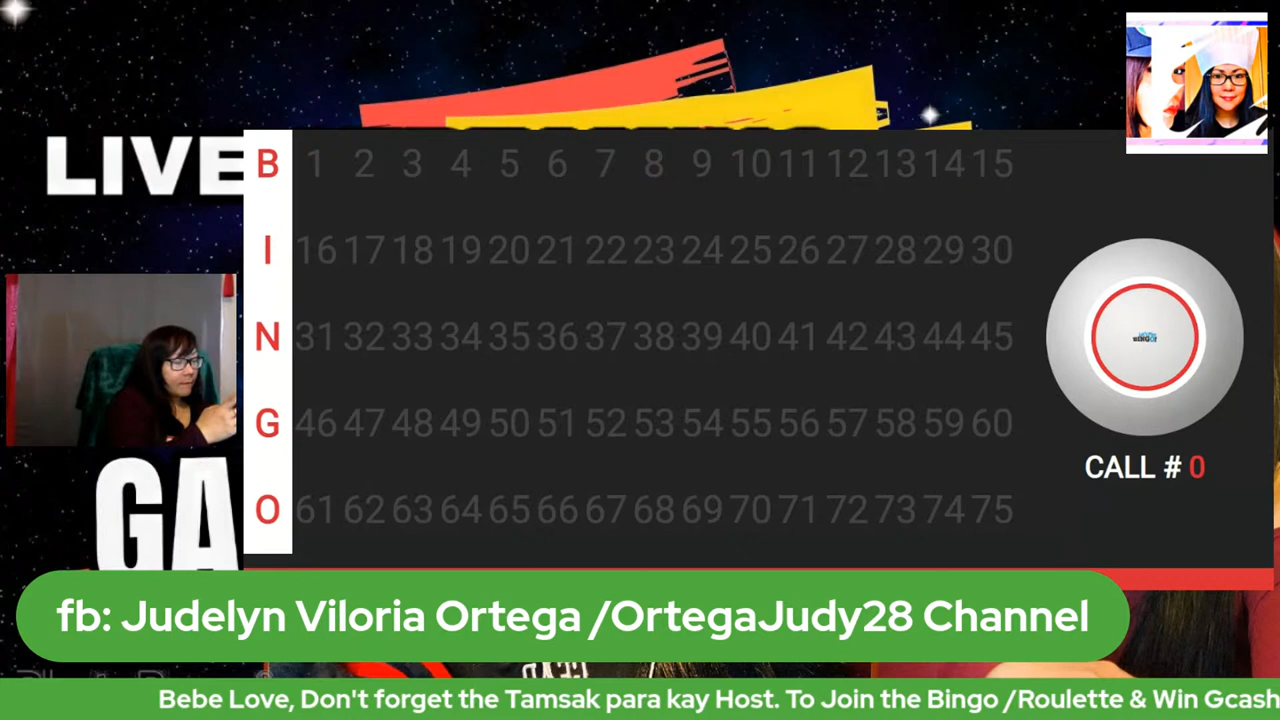 LIVE
B 1 2 3 4 5 6 7 8 9 10 11 12 13 14 15
I 16 17 18 19 20 21 22 23 24 25 26 27 28 29 30
N 31 32 33 34 35 36 37 38 39 40 41 42 43 44 45
G 46 47 48 49 50 51 52 53 54 55 56 57 58 59 60
O 61 62 63 64 65 66 67 68 69 70 71 72 73 74 75
CALL # 0
GA
fb: Judelyn Viloria Ortega /OrtegaJudy28 Channel
Bebe Love, Don't forget the Tamsak para kay Host. To Join the Bingo /Roulette & Win Gcash